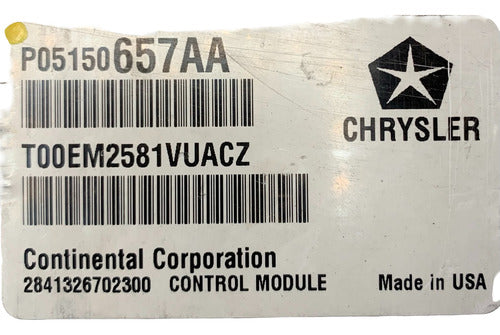 P05150657AA
CHRYSLER
T00EM2581VUACZ
Continental Corporation
2841326702300 CONTROL MODULE Made in USA